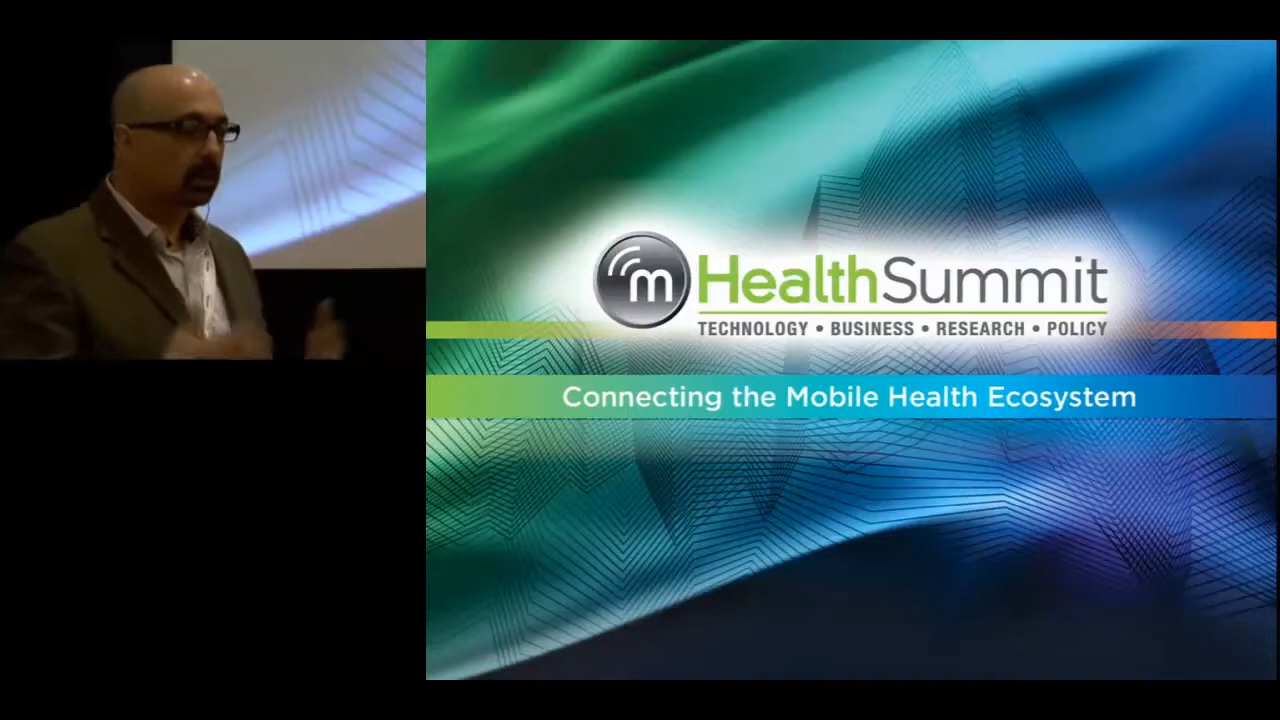 mHealthSummit
TECHNOLOGY • BUSINESS • RESEARCH • POLICY
Connecting the Mobile Health Ecosystem